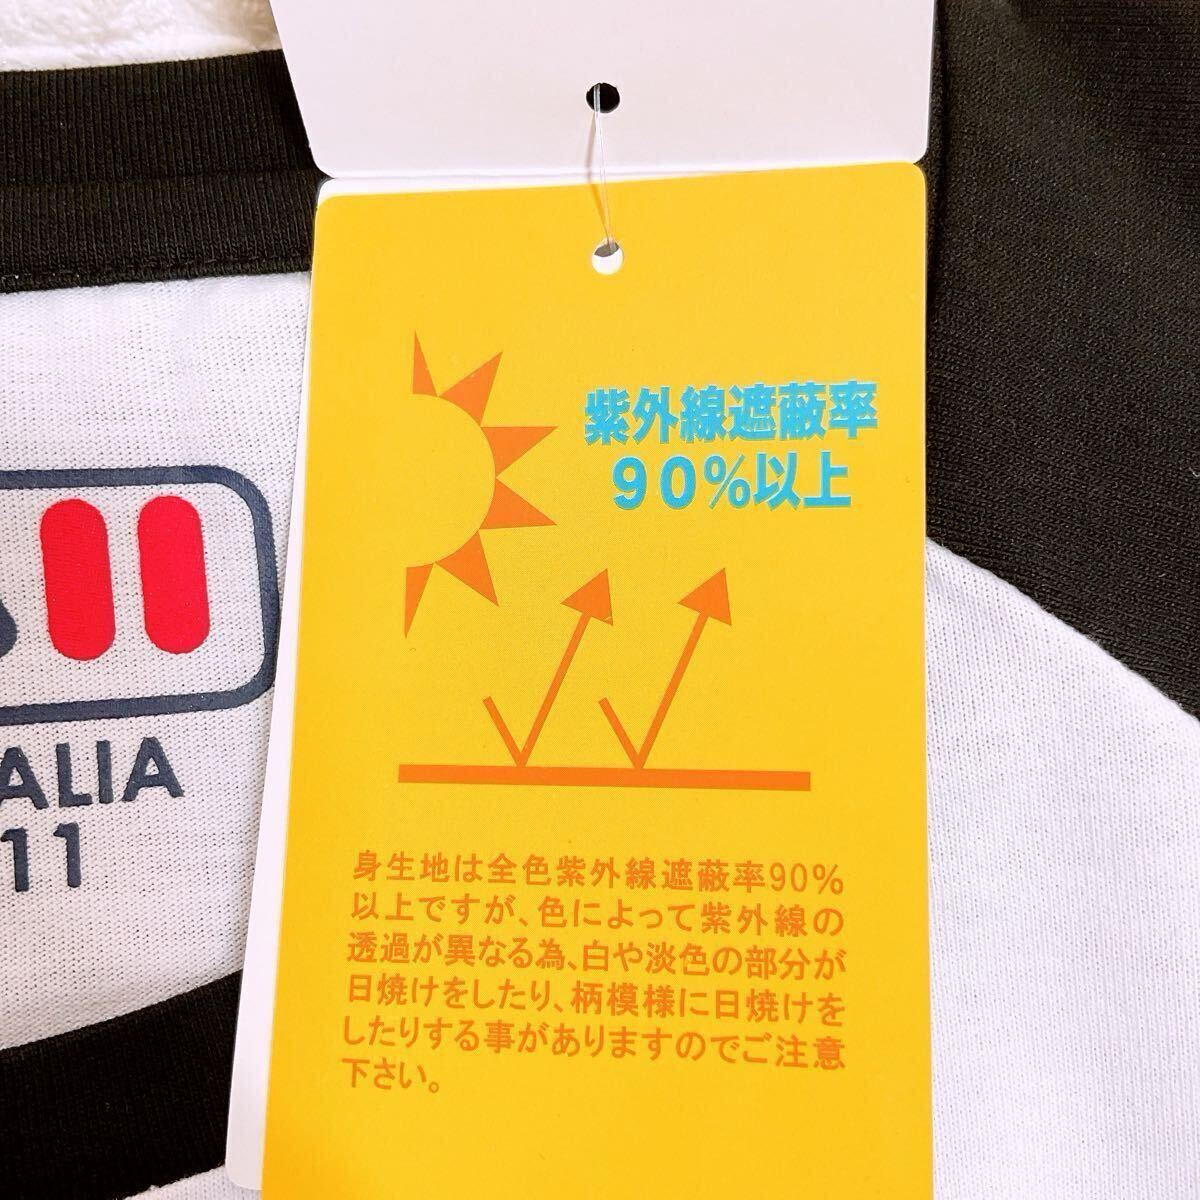 紫外線遮蔽率
90%以上
身生地は全色紫外線遮蔽率90%
以上ですが、色によって紫外線の
透過が異なる為、白や淡色の部分が
日焼けをしたり、柄模様に日焼けを
したりする事がありますのでご注意
下さい。
ALIA
11